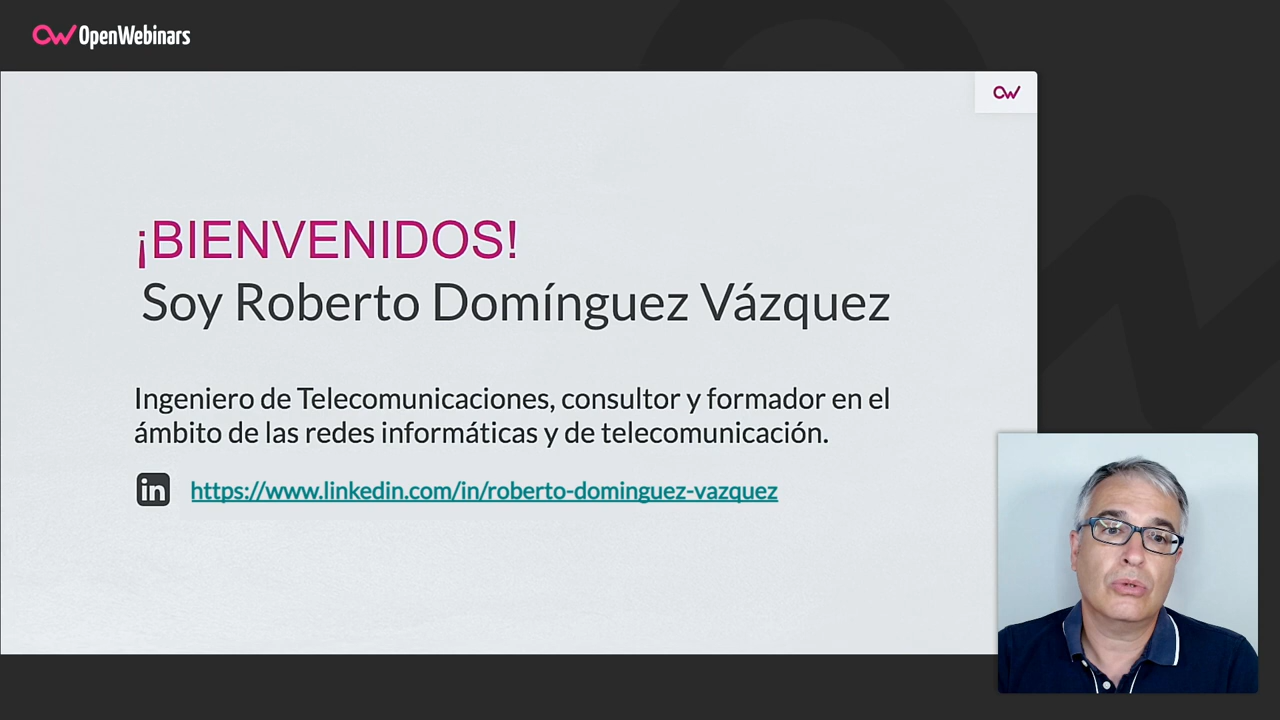 OpenWebinars
¡BIENVENIDOS!
Soy Roberto Domínguez Vázquez
Ingeniero de Telecomunicaciones, consultor y formador en el
ámbito de las redes informáticas y de telecomunicación.
in
https://www.linkedin.com/in/roberto-dominguez-vazquez